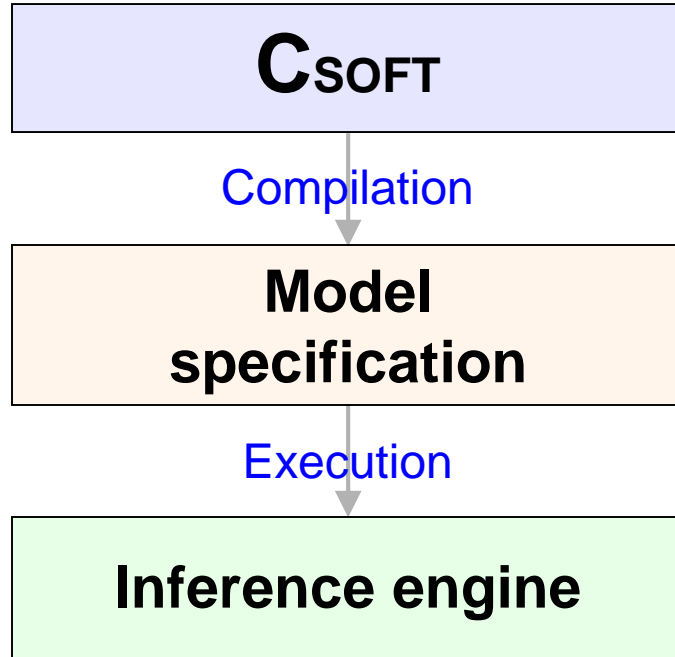 CSOFT
Compilation
Model
specification
Execution
Inference engine